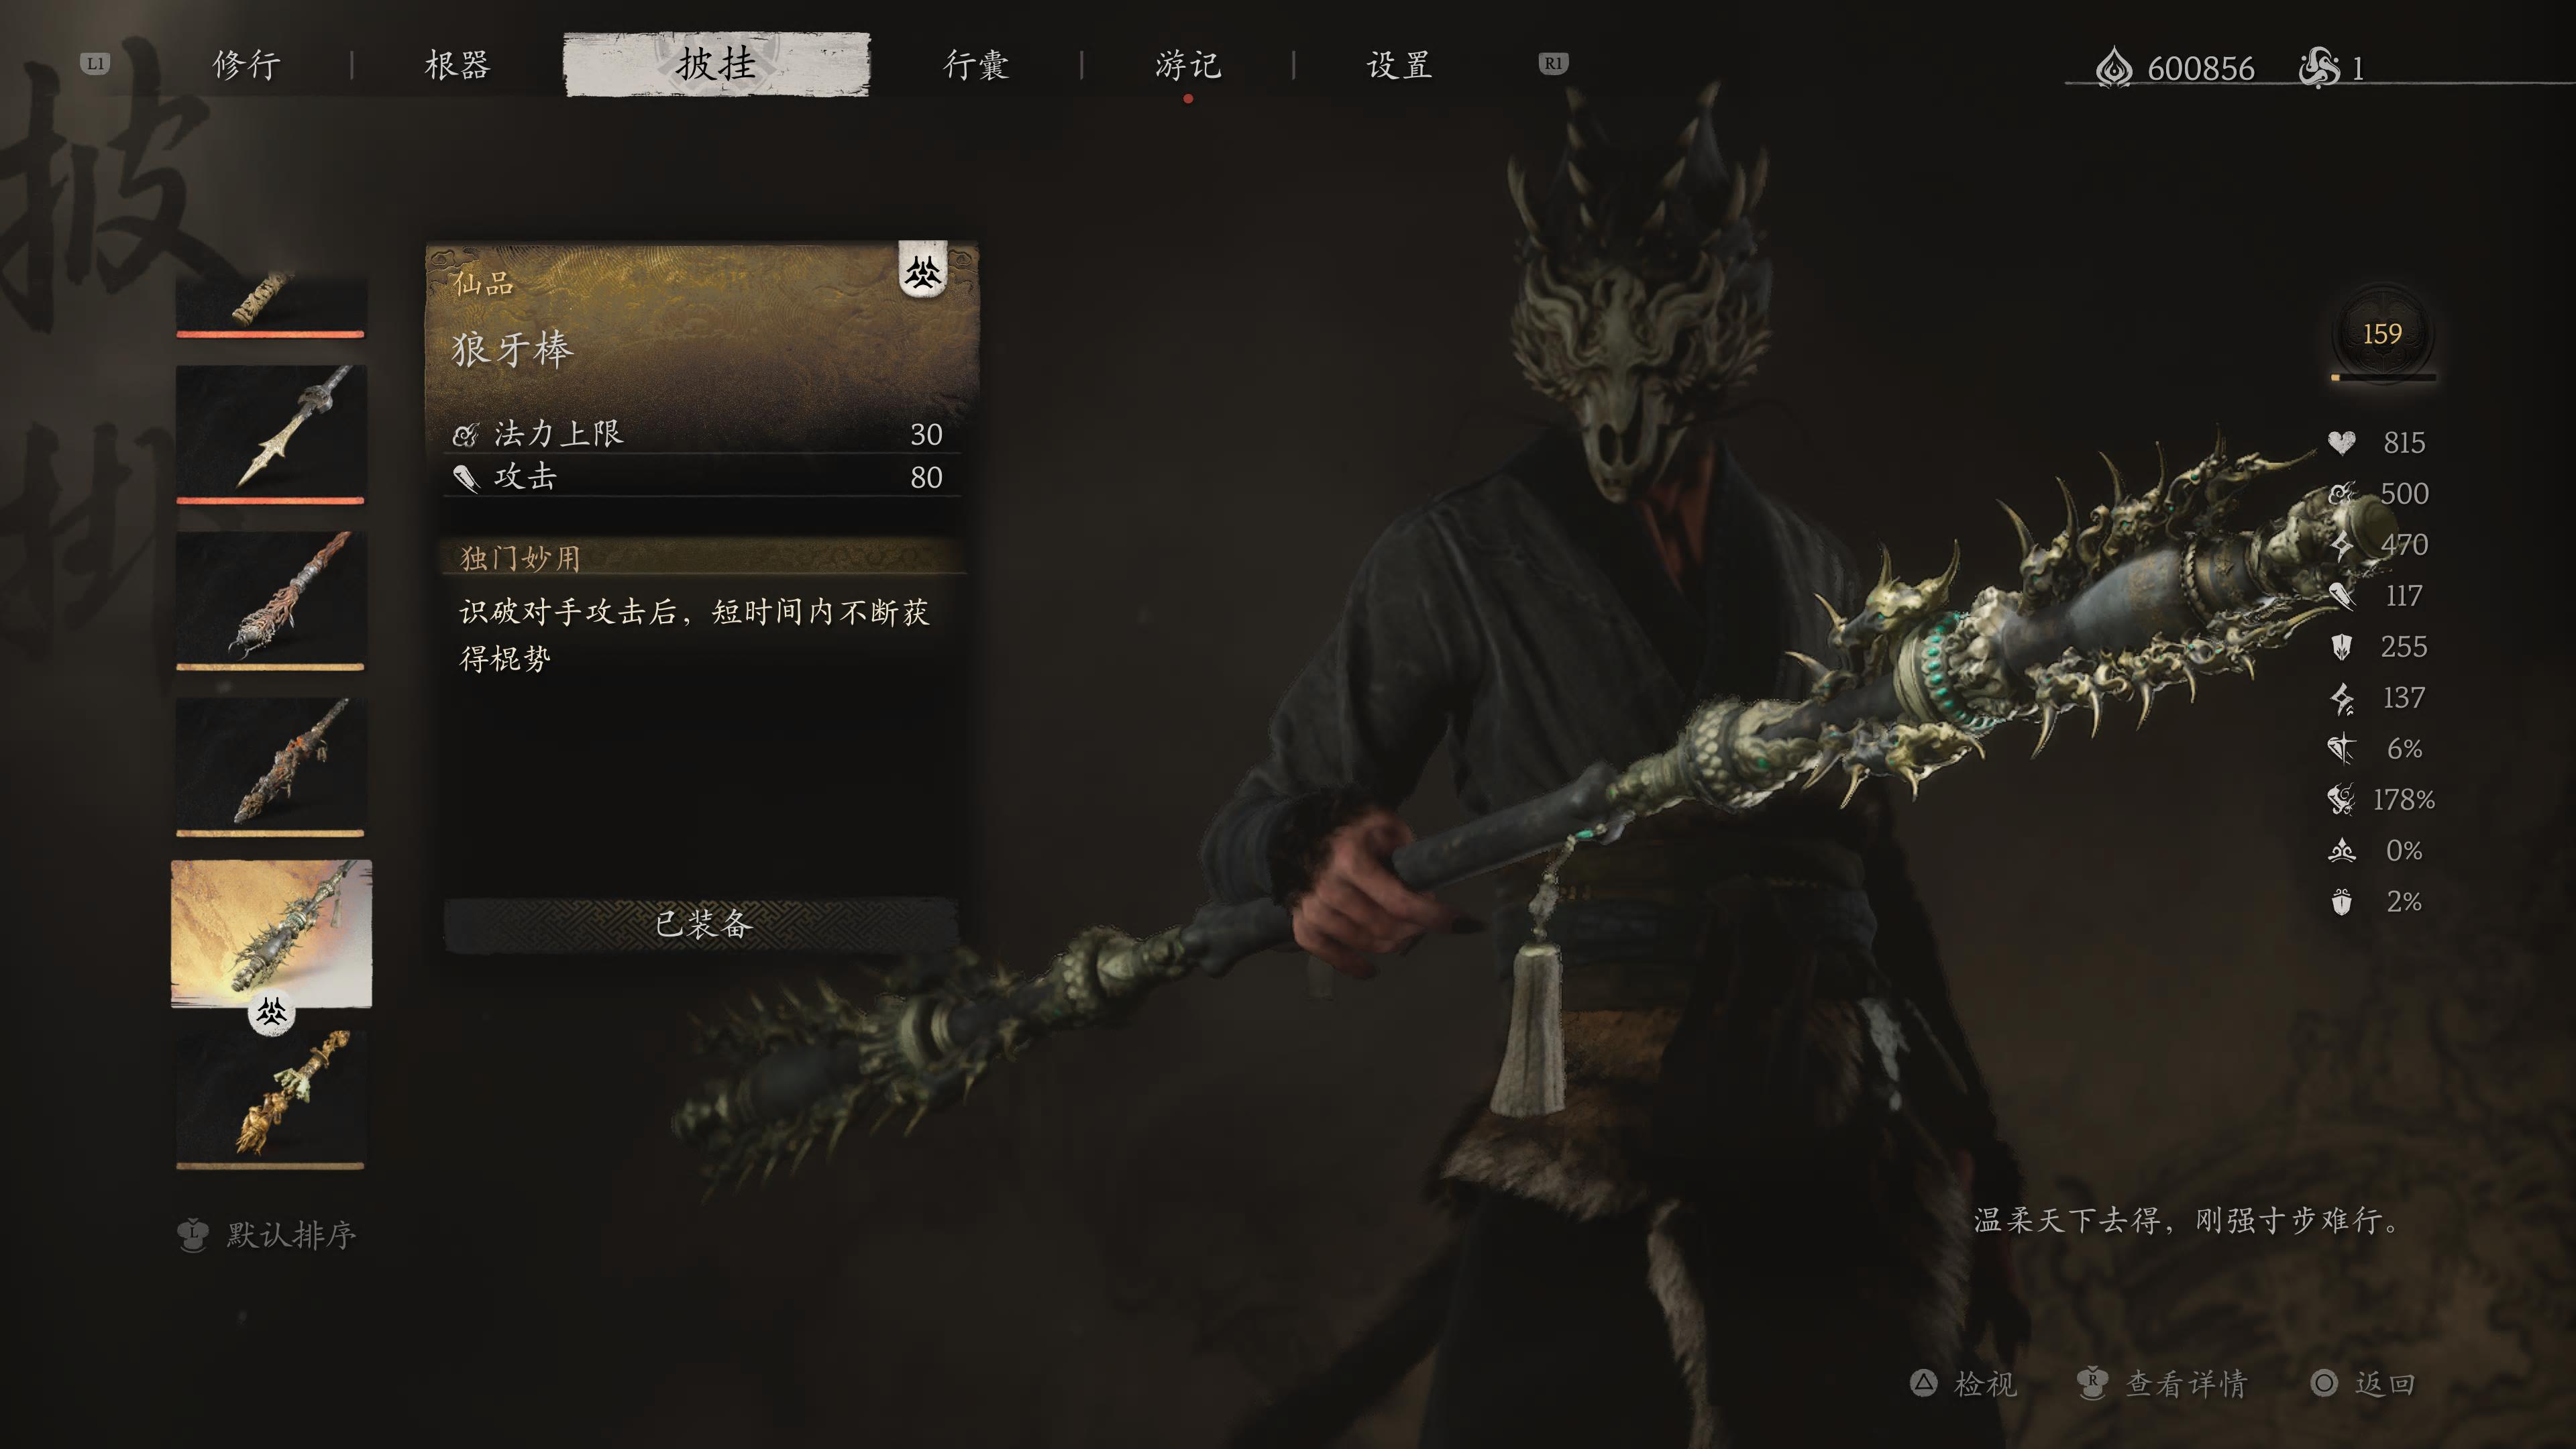 L1 修行 根器 披挂 行囊 游记 设置 R1 600856 1
披挂
仙品
狼牙棒
法力上限 30
攻击 80
独门妙用
识破对手攻击后，短时间内不断获
得棍势
已装备
159
815
500
470
117
255
137
6%
178%
0%
2%
L 默认排序
温柔天下去得，刚强寸步难行。
检视 R 查看详情 返回